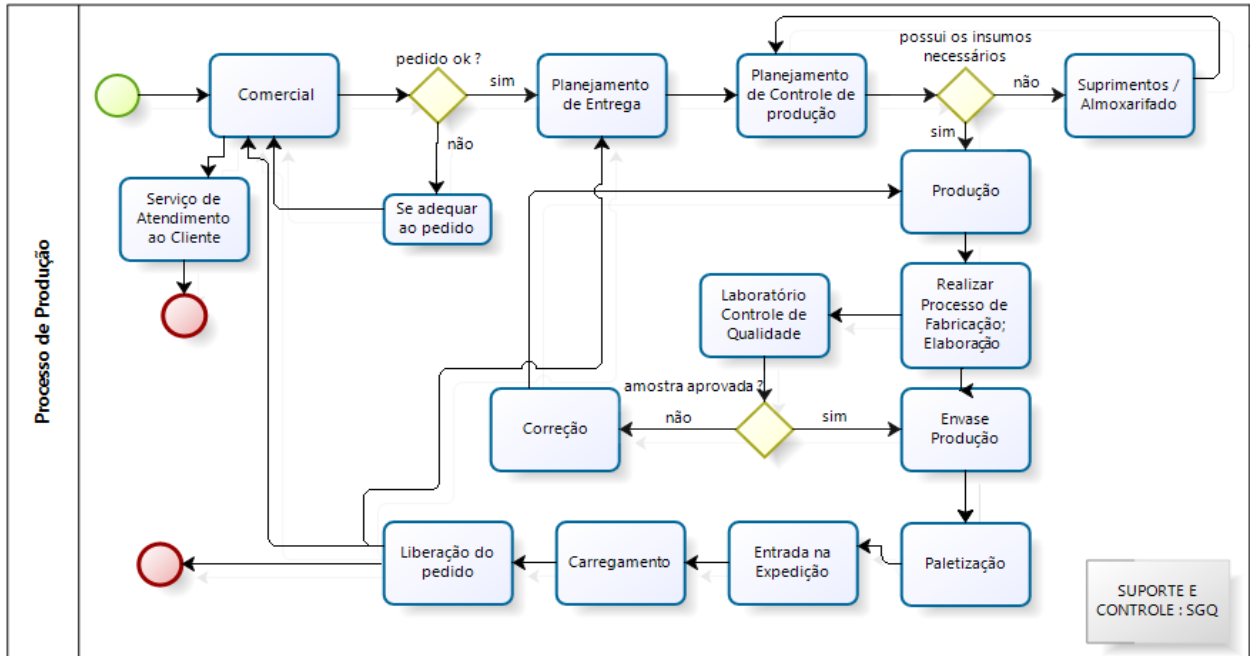 Processo de Produção
Comercial
pedido ok ?
sim
não
Planejamento
de Entrega
Planejamento
de Controle de
produção
possui os insumos
necessários
não
sim
Suprimentos /
Almoxarifado
Serviço de
Atendimento
ao Cliente
Se adequar
ao pedido
Produção
Realizar
Processo de
Fabricação;
Elaboração
Laboratório
Controle de
Qualidade
amostra aprovada ?
não
sim
Correção
Envase
Produção
Paletização
Entrada na
Expedição
Carregamento
Liberação do
pedido
SUPORTE E
CONTROLE : SGQ